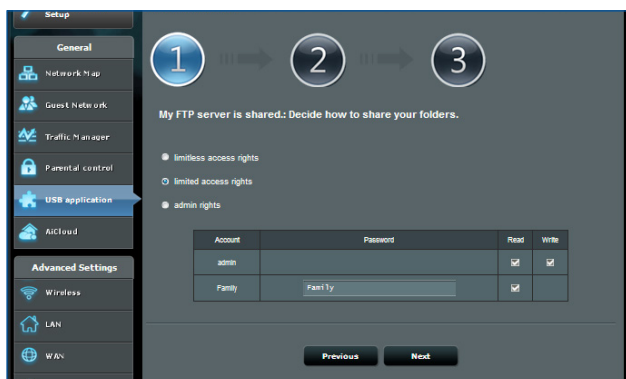 Setup
General
Network Map
Guest Network
Traffic Manager
Parental control
USB application
AiCloud
Advanced Settings
Wireless
LAN
WAN
1
2
3
My FTP server is shared.: Decide how to share your folders.
limitless access rights
limited access rights
admin rights
Account Password Read Write
admin
Family Family
Previous Next